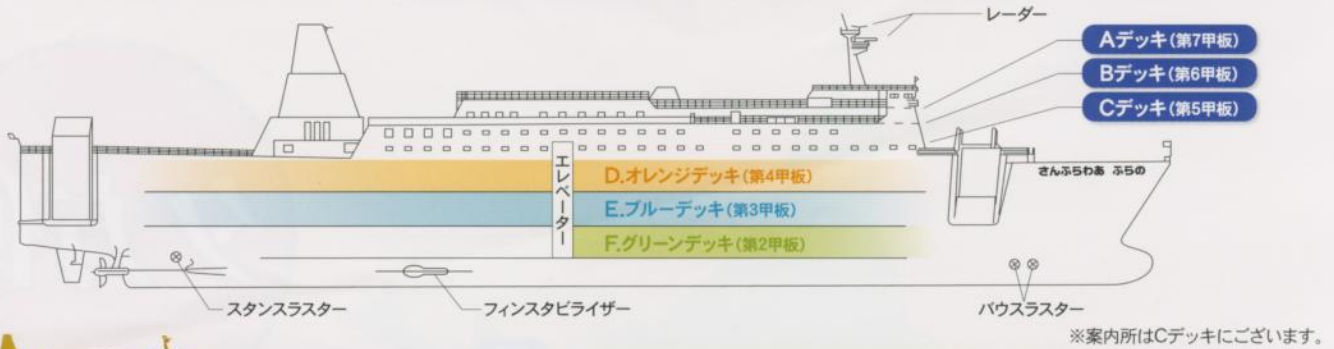 レーダー
Aデッキ(第7甲板)
Bデッキ(第6甲板)
Cデッキ(第5甲板)
エレベーター
D.オレンジデッキ(第4甲板)
E.ブルーデッキ(第3甲板)
F.グリーンデッキ(第2甲板)
さんふらわあ ふらの
スタンスラスター
フィンスタビライザー
バウスラスター
※案内所はCデッキにございます。